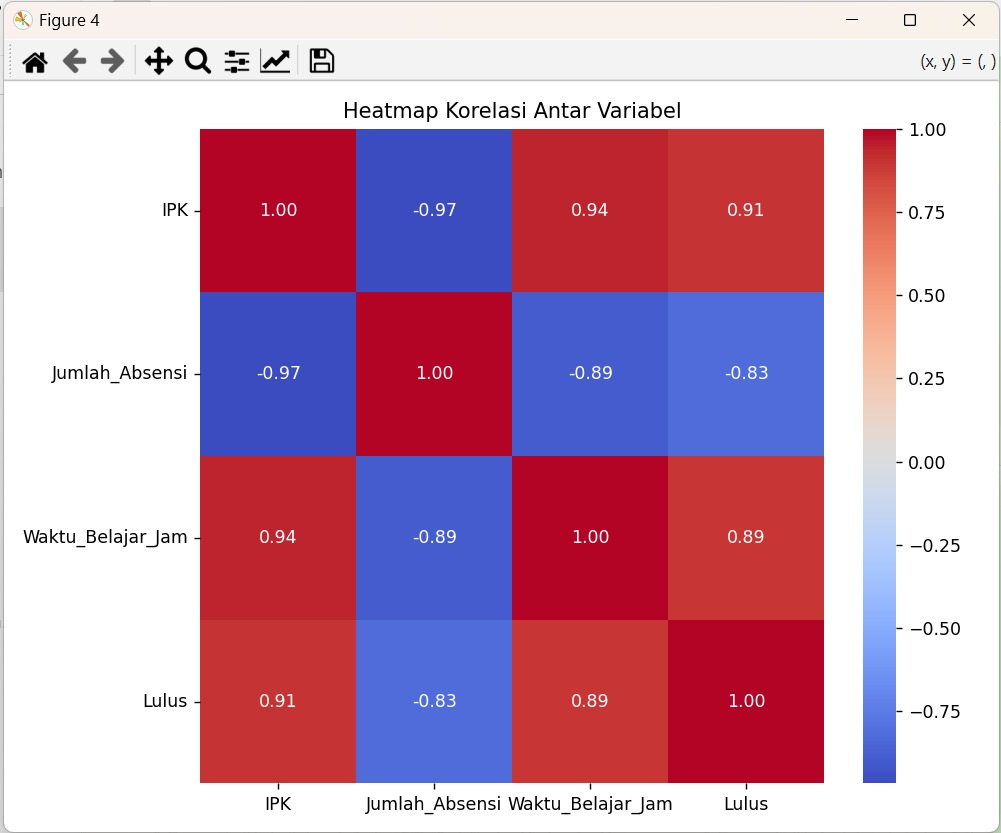 Figure 4
(x, y) = (, )
Heatmap Korelasi Antar Variabel
IPK 1.00 -0.97 0.94 0.91
Jumlah_Absensi -0.97 1.00 -0.89 -0.83
Waktu_Belajar_Jam 0.94 -0.89 1.00 0.89
Lulus 0.91 -0.83 0.89 1.00
IPK Jumlah_Absensi Waktu_Belajar_Jam Lulus
1.00
0.75
0.50
0.25
0.00
−0.25
−0.50
−0.75